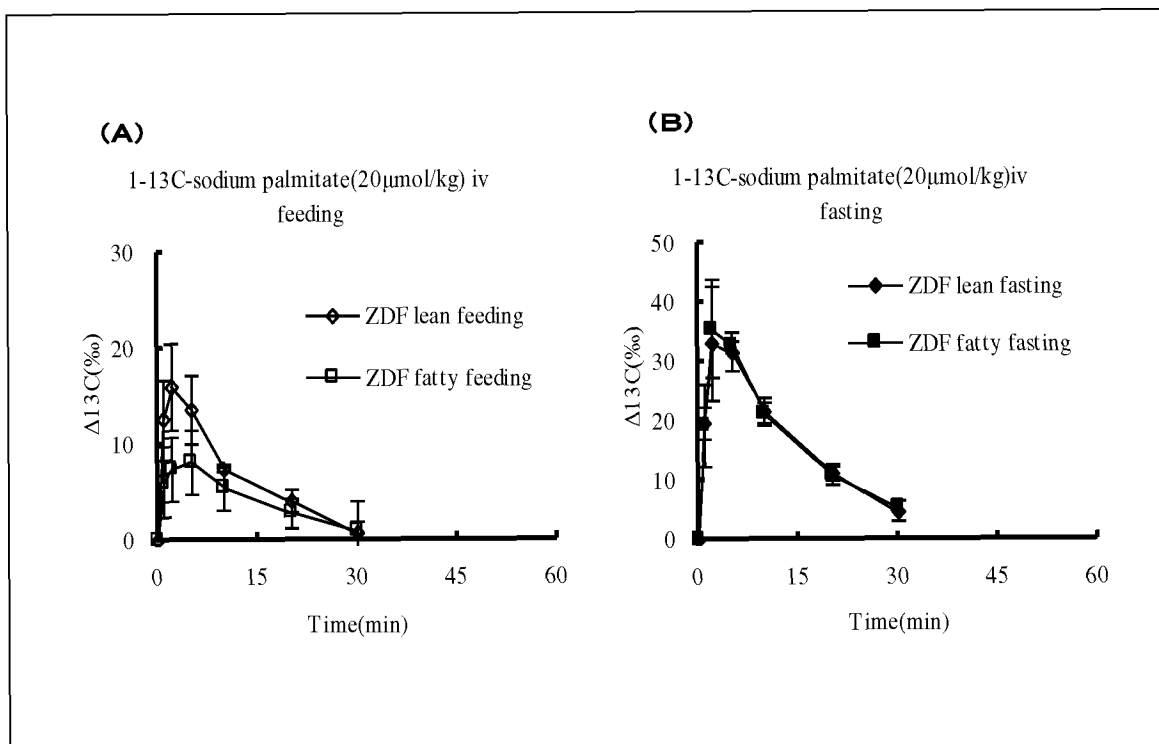 (A)
1-13C-sodium palmitate(20μmol/kg) iv
feeding
30
20
10
0
Δ13C(‰)
ZDF lean feeding
ZDF fatty feeding
0 15 30 45 60
Time(min)
(B)
1-13C-sodium palmitate(20μmol/kg)iv
fasting
50
40
30
20
10
0
Δ13C(‰)
ZDF lean fasting
ZDF fatty fasting
0 15 30 45 60
Time(min)